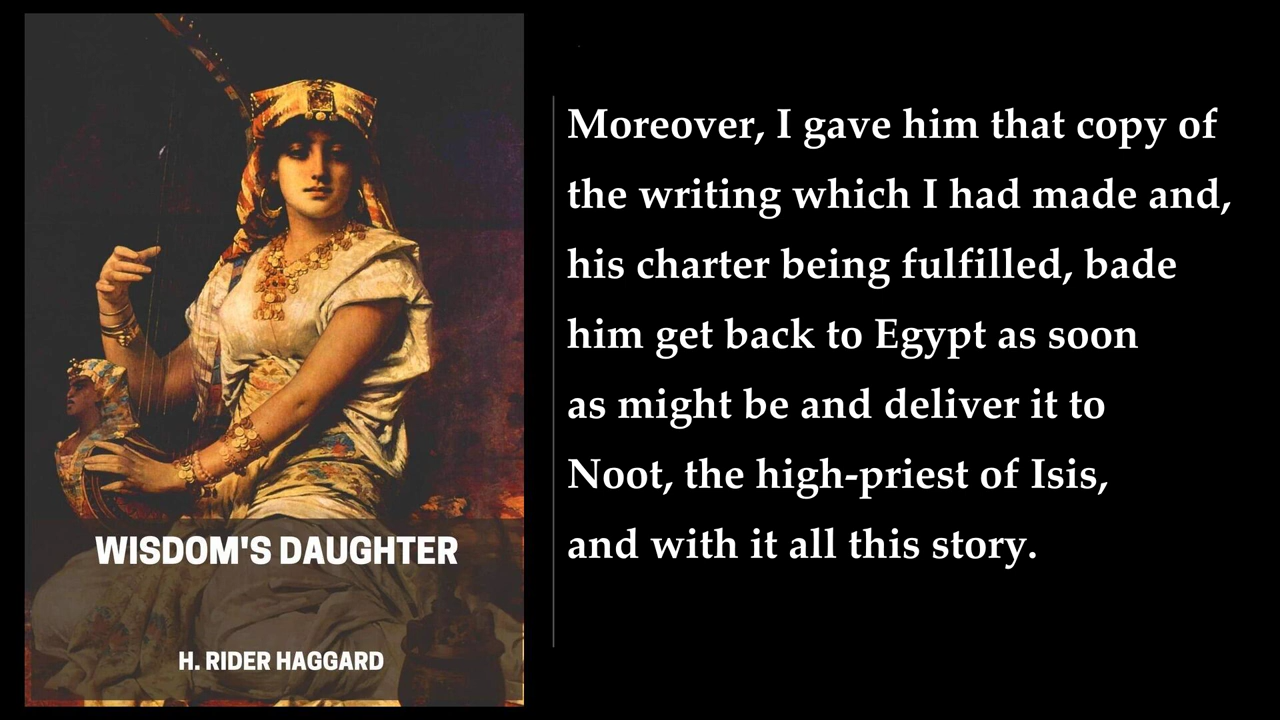 WISDOM'S DAUGHTER
H. RIDER HAGGARD
Moreover, I gave him that copy of
the writing which I had made and,
his charter being fulfilled, bade
him get back to Egypt as soon
as might be and deliver it to
Noot, the high-priest of Isis,
and with it all this story.